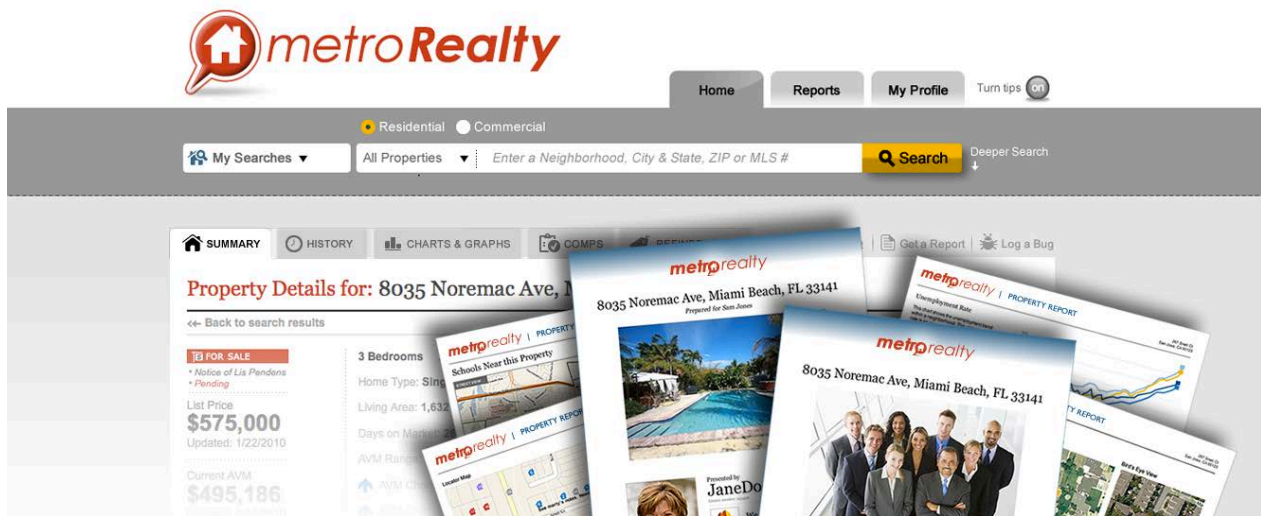 metroRealty
Home
Reports
My Profile
Turn tips on
Residential
Commercial
My Searches
All Properties
Enter a Neighborhood, City & State, ZIP or MLS #
Search
Deeper Search
SUMMARY
HISTORY
CHARTS & GRAPHS
COMPS
Get a Report
Log a Bug
Property Details for: 8035 Noremac Ave,
Back to search results
FOR SALE
* Notice of Lis Pendens
* Pending
List Price
$575,000
Updated: 1/22/2010
Current AVM
$495,186
3 Bedrooms
Home Type:
Living Area: 1,632
Days on Market:
AVM
metrorealty | PROPERTY
Schools Near this Property
STREET VIEW
metrorealty | PROPERTY REPORT
Locator Map
metrorealty
8035 Noremac Ave, Miami Beach, FL 33141
Prepared for Sam Jones
Presented by
JaneDo
metrorealty
8035 Noremac Ave, Miami Beach, FL 33141
metrorealty | PROPERTY REPORT
Unemployment Rate
REPORT
Bird's Eye View